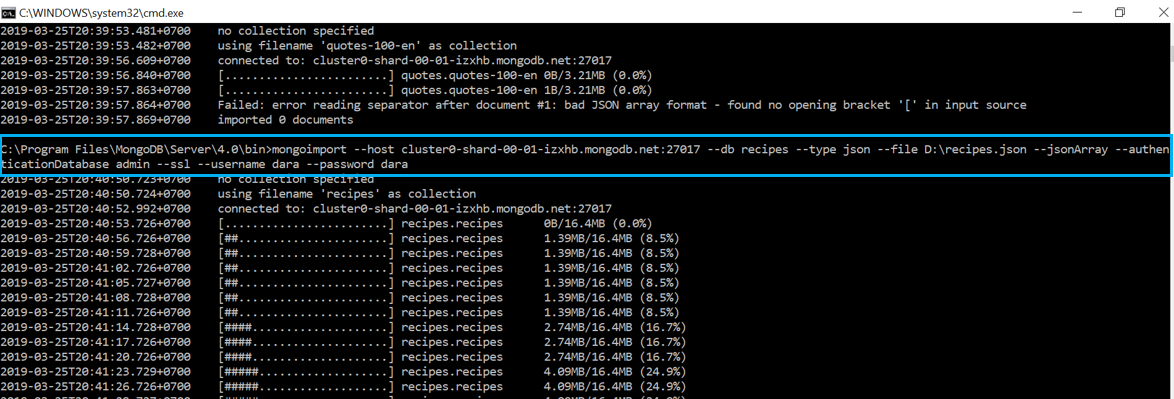 C:\WINDOWS\system32\cmd.exe
2019-03-25T20:39:53.481+0700 no collection specified
2019-03-25T20:39:53.482+0700 using filename 'quotes-100-en' as collection
2019-03-25T20:39:56.609+0700 connected to: cluster0-shard-00-01-izxhb.mongodb.net:27017
2019-03-25T20:39:56.840+0700 [........................] quotes.quotes-100-en 0B/3.21MB (0.0%)
2019-03-25T20:39:57.863+0700 [........................] quotes.quotes-100-en 1B/3.21MB (0.0%)
2019-03-25T20:39:57.864+0700 Failed: error reading separator after document #1: bad JSON array format - found no opening bracket '[' in input source
2019-03-25T20:39:57.869+0700 imported 0 documents
C:\Program Files\MongoDB\Server\4.0\bin>mongoimport --host cluster0-shard-00-01-izxhb.mongodb.net:27017 --db recipes --type json --file D:\recipes.json --jsonArray --authen
ticationDatabase admin --ssl --username dara --password dara
2019-03-25T20:40:50.723+0700 no collection specified
2019-03-25T20:40:50.724+0700 using filename 'recipes' as collection
2019-03-25T20:40:52.992+0700 connected to: cluster0-shard-00-01-izxhb.mongodb.net:27017
2019-03-25T20:40:53.726+0700 [........................] recipes.recipes 0B/16.4MB (0.0%)
2019-03-25T20:40:56.726+0700 [##......................] recipes.recipes 1.39MB/16.4MB (8.5%)
2019-03-25T20:40:59.728+0700 [##......................] recipes.recipes 1.39MB/16.4MB (8.5%)
2019-03-25T20:41:02.726+0700 [##......................] recipes.recipes 1.39MB/16.4MB (8.5%)
2019-03-25T20:41:05.727+0700 [##......................] recipes.recipes 1.39MB/16.4MB (8.5%)
2019-03-25T20:41:08.728+0700 [##......................] recipes.recipes 1.39MB/16.4MB (8.5%)
2019-03-25T20:41:11.726+0700 [##......................] recipes.recipes 1.39MB/16.4MB (8.5%)
2019-03-25T20:41:14.728+0700 [####....................] recipes.recipes 2.74MB/16.4MB (16.7%)
2019-03-25T20:41:17.726+0700 [####....................] recipes.recipes 2.74MB/16.4MB (16.7%)
2019-03-25T20:41:20.726+0700 [####....................] recipes.recipes 2.74MB/16.4MB (16.7%)
2019-03-25T20:41:23.729+0700 [#####...................] recipes.recipes 4.09MB/16.4MB (24.9%)
2019-03-25T20:41:26.726+0700 [#####...................] recipes.recipes 4.09MB/16.4MB (24.9%)